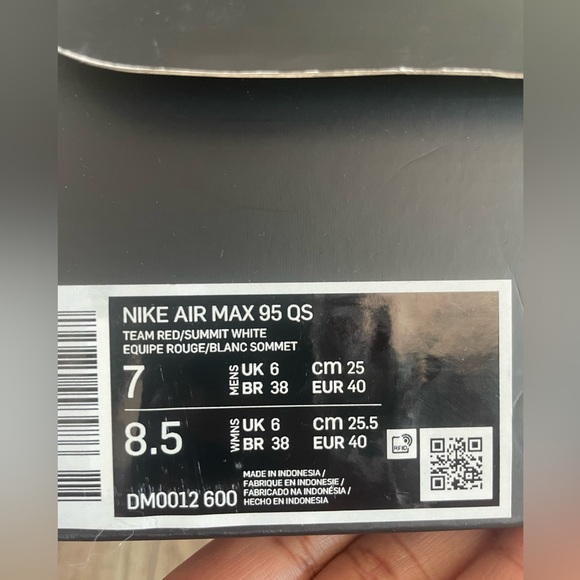 NIKE AIR MAX 95 QS
TEAM RED/SUMMIT WHITE
EQUIPE ROUGE/BLANC SOMMET
7 MENS UK 6 cm 25
BR 38 EUR 40
8.5 WMNS UK 6 cm 25.5
BR 38 EUR 40
RFID
DM0012 600
MADE IN INDONESIA /
FABRIQUE EN INDONESIE /
FABRICADO NA INDONÉSIA /
HECHO EN INDONESIA